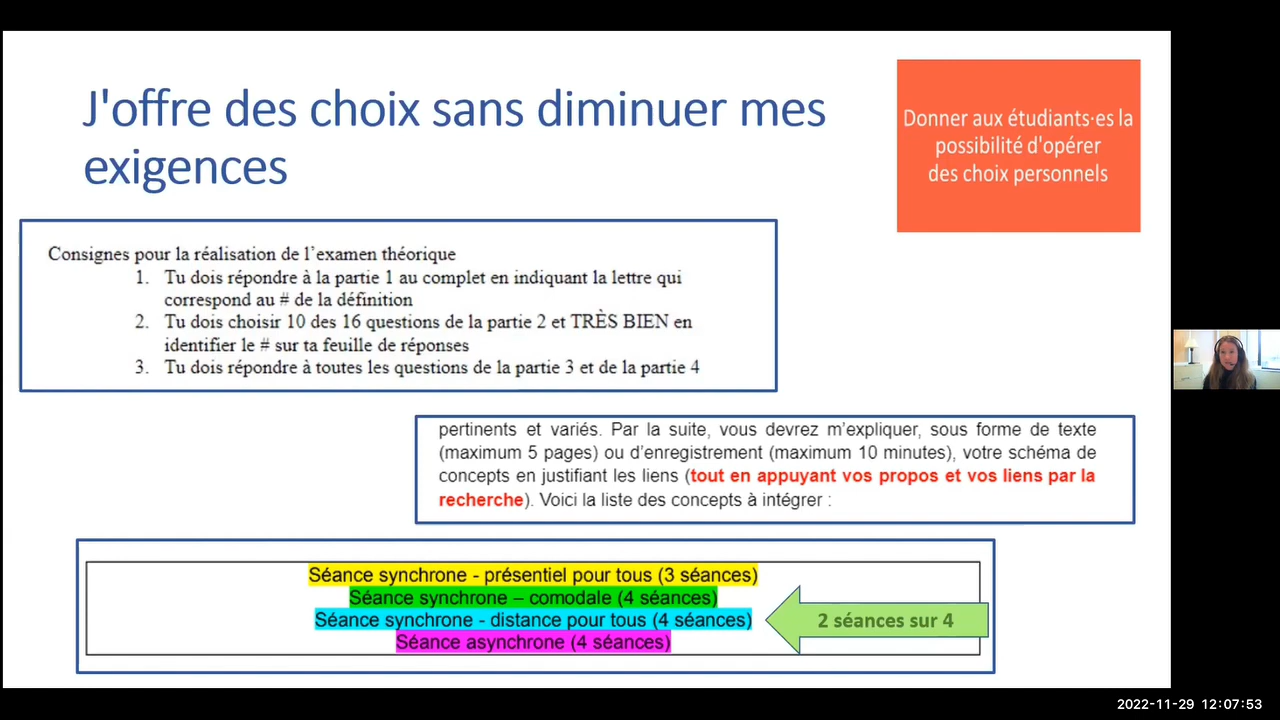 J'offre des choix sans diminuer mes
exigences
Donner aux étudiants·es la
possibilité d'opérer
des choix personnels
Consignes pour la réalisation de l'examen théorique
1. Tu dois répondre à la partie 1 au complet en indiquant la lettre qui
correspond au # de la définition
2. Tu dois choisir 10 des 16 questions de la partie 2 et TRÈS BIEN en
identifier le # sur ta feuille de réponses
3. Tu dois répondre à toutes les questions de la partie 3 et de la partie 4
pertinents et variés. Par la suite, vous devrez m'expliquer, sous forme de texte
(maximum 5 pages) ou d'enregistrement (maximum 10 minutes), votre schéma de
concepts en justifiant les liens (tout en appuyant vos propos et vos liens par la
recherche). Voici la liste des concepts à intégrer :
Séance synchrone - présentiel pour tous (3 séances)
Séance synchrone – comodale (4 séances)
Séance synchrone - distance pour tous (4 séances)
Séance asynchrone (4 séances)
2 séances sur 4
2022-11-29 12:07:53